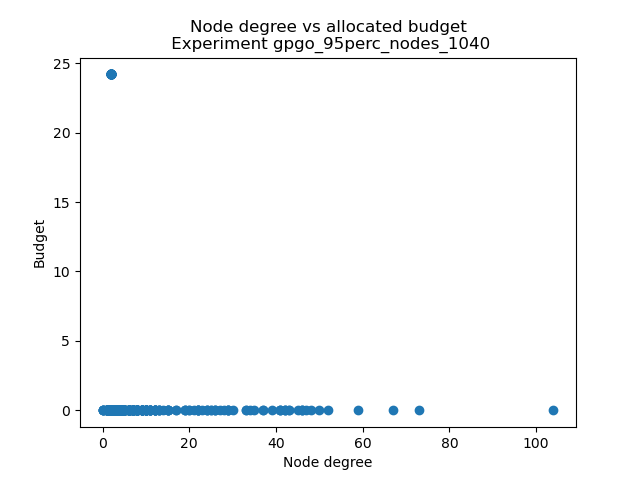 Node degree vs allocated budget
Experiment gpgo_95perc_nodes_1040
25
20
15
10
5
0
Budget
0 20 40 60 80 100
Node degree